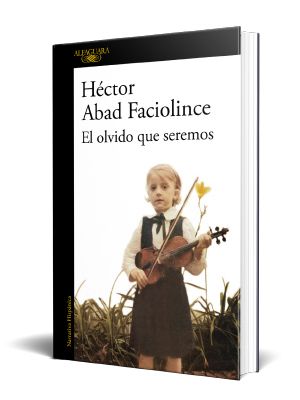 ALFAGUARA
Héctor
Abad Faciolince
El olvido que seremos
Narrativa Hispánica